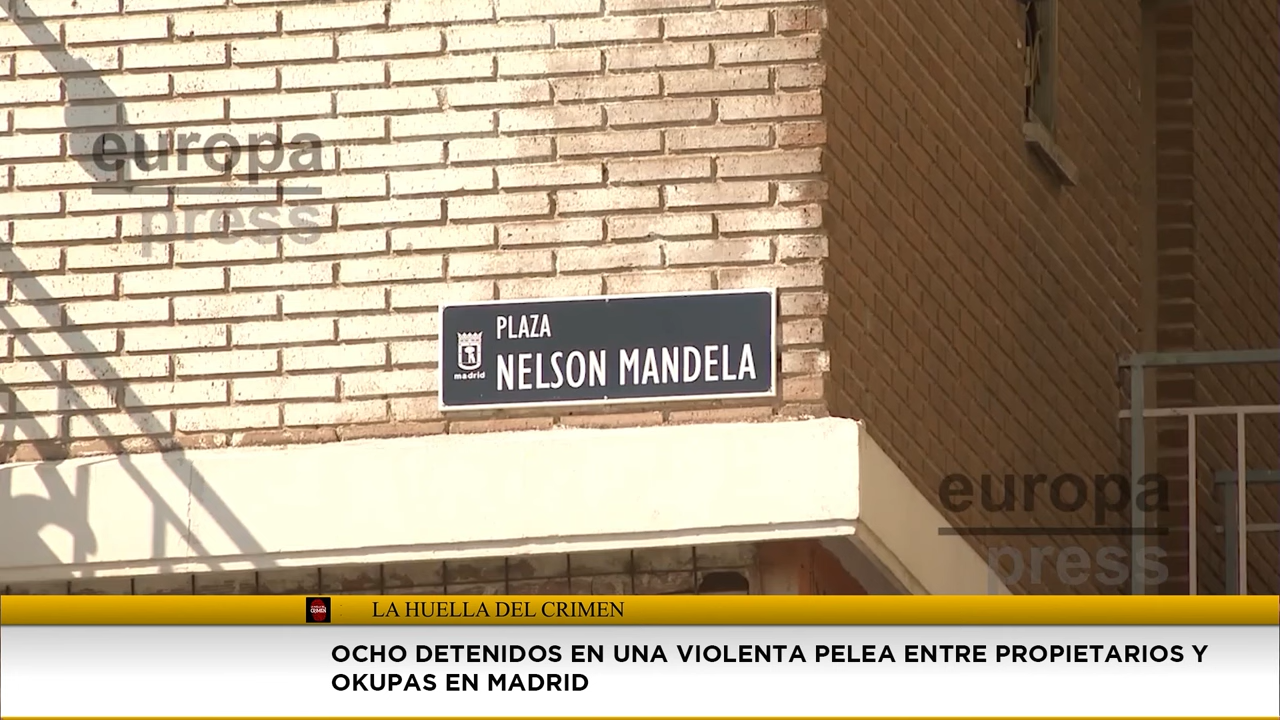 europa
press
PLAZA
madrid
NELSON MANDELA
europa
press
LA HUELLA DEL CRIMEN
OCHO DETENIDOS EN UNA VIOLENTA PELEA ENTRE PROPIETARIOS Y
OKUPAS EN MADRID